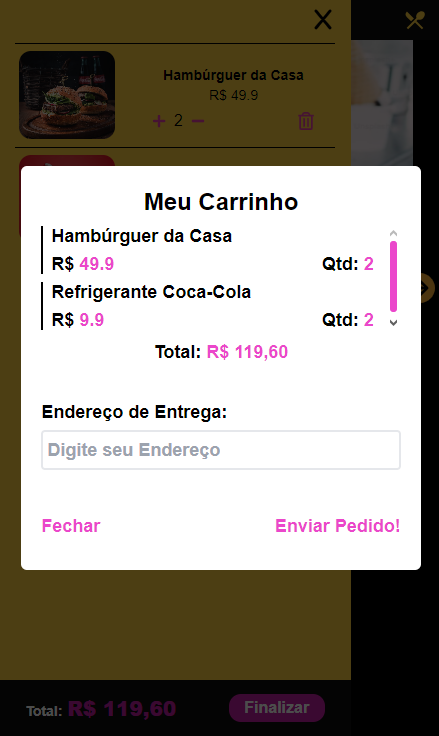 Hambúrguer da Casa
R$ 49.9
2
Meu Carrinho
Hambúrguer da Casa
R$ 49.9 Qtd: 2
Refrigerante Coca-Cola
R$ 9.9 Qtd: 2
Total: R$ 119,60
Endereço de Entrega:
Digite seu Endereço
Fechar Enviar Pedido!
Total: R$ 119,60 Finalizar